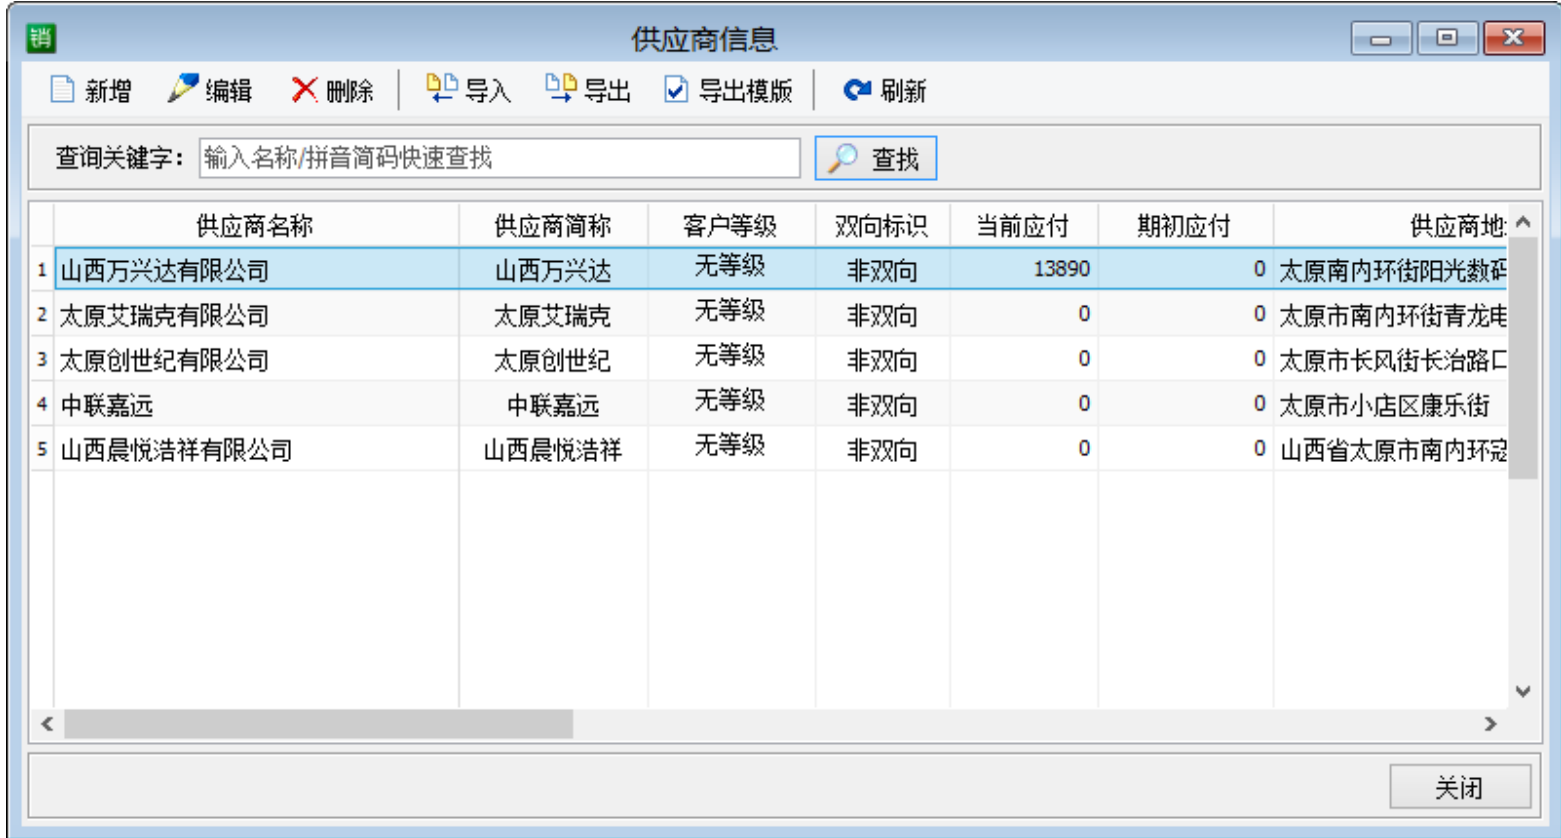 销 供应商信息
新增 编辑 删除 导入 导出 导出模版 刷新
查询关键字: 输入名称/拼音简码快速查找 查找
供应商名称 供应商简称 客户等级 双向标识 当前应付 期初应付 供应商地
1 山西万兴达有限公司 山西万兴达 无等级 非双向 13890 0 太原南内环街阳光数码
2 太原艾瑞克有限公司 太原艾瑞克 无等级 非双向 0 0 太原市南内环街青龙电
3 太原创世纪有限公司 太原创世纪 无等级 非双向 0 0 太原市长风街长治路口
4 中联嘉远 中联嘉远 无等级 非双向 0 0 太原市小店区康乐街
5 山西晨悦浩祥有限公司 山西晨悦浩祥 无等级 非双向 0 0 山西省太原市南内环寇
关闭